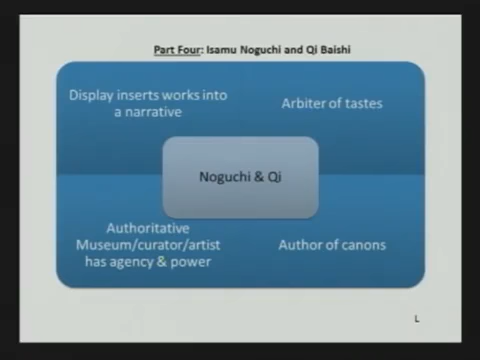 Part Four: Isamu Noguchi and Qi Baishi
Display inserts works into
a narrative
Arbiter of tastes
Noguchi & Qi
Authoritative
Museum/curator/artist
has agency & power
Author of canons
L